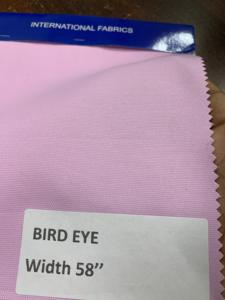 INTERNATIONAL FABRICS
BIRD EYE
Width 58’’